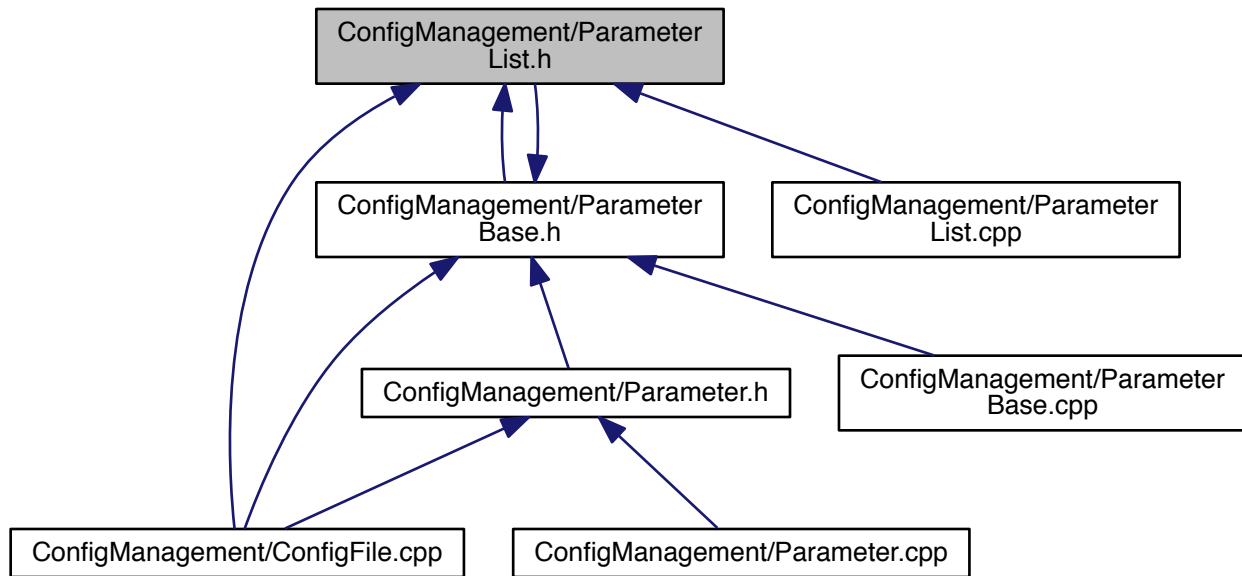 ConfigManagement/Parameter
List.h
ConfigManagement/Parameter
Base.h
ConfigManagement/Parameter
List.cpp
ConfigManagement/Parameter.h
ConfigManagement/Parameter
Base.cpp
ConfigManagement/ConfigFile.cpp
ConfigManagement/Parameter.cpp